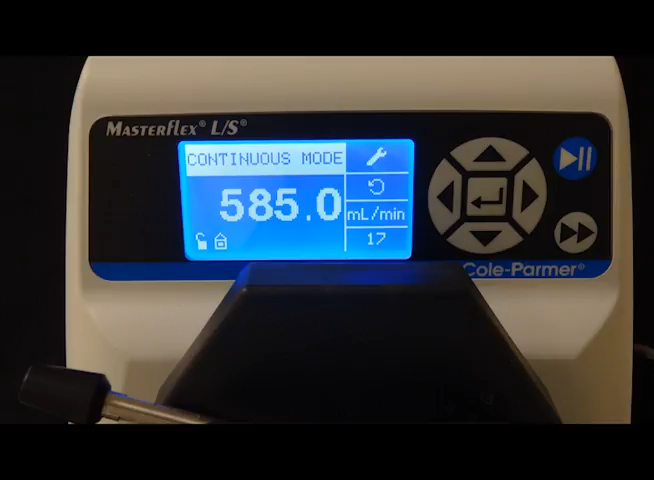 MASTERFLEX® L/S®
CONTINUOUS MODE
585.0
mL/min
17
Cole-Parmer®